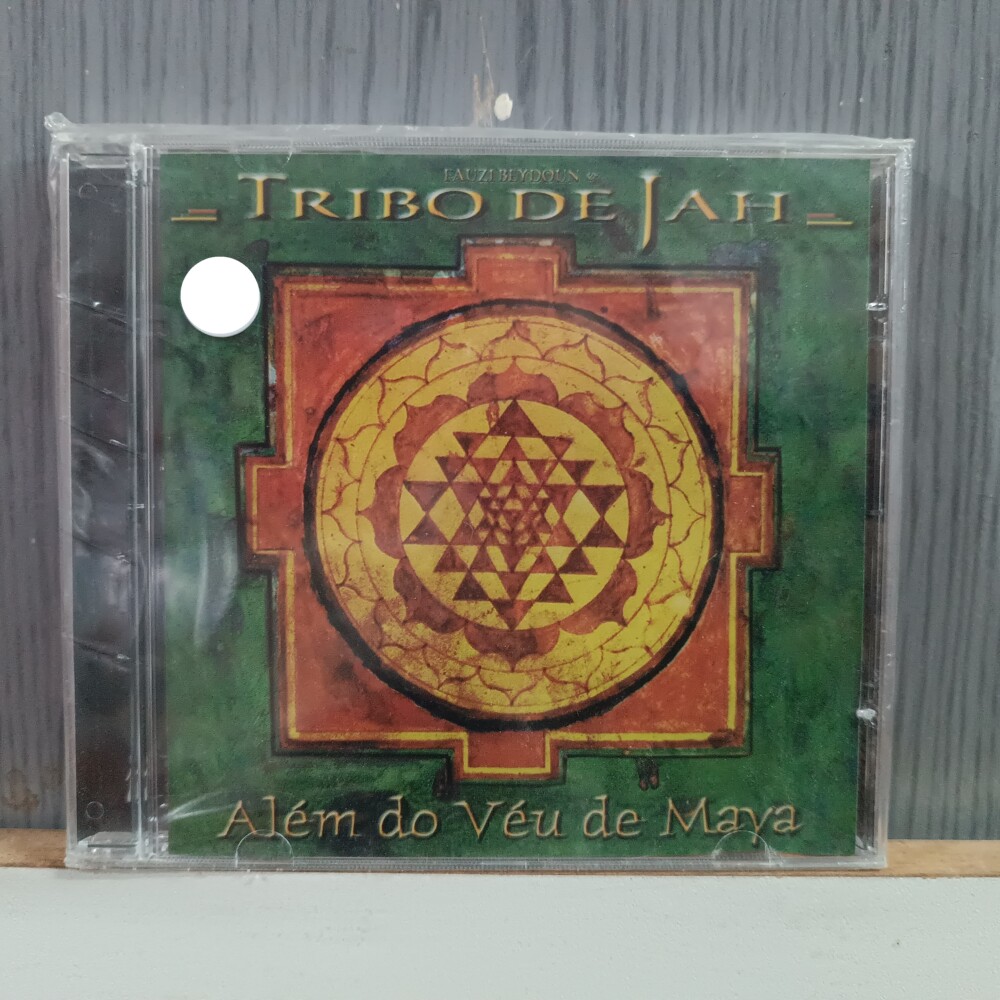 FAUZI BEYDOUN &
TRIBO DE JAH
Além do Véu de Maya